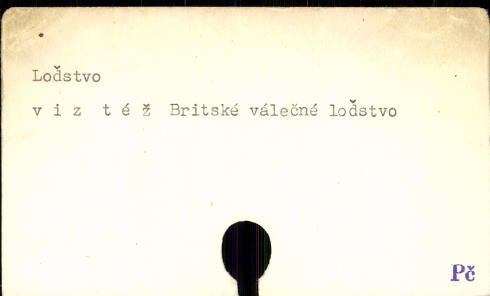 Loďstvo
v i z  t é ž  Britské válečné loďstvo
Pč